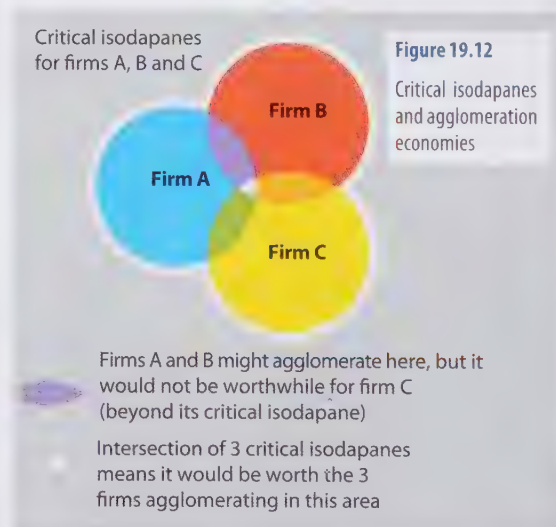 Critical isodapanes
for firms A, B and C
Figure 19.12
Critical isodapanes
and agglomeration
economies
Firm B
Firm A
Firm C
Firms A and B might agglomerate here, but it
would not be worthwhile for firm C
(beyond its critical isodapane)
Intersection of 3 critical isodapanes
means it would be worth the 3
firms agglomerating in this area